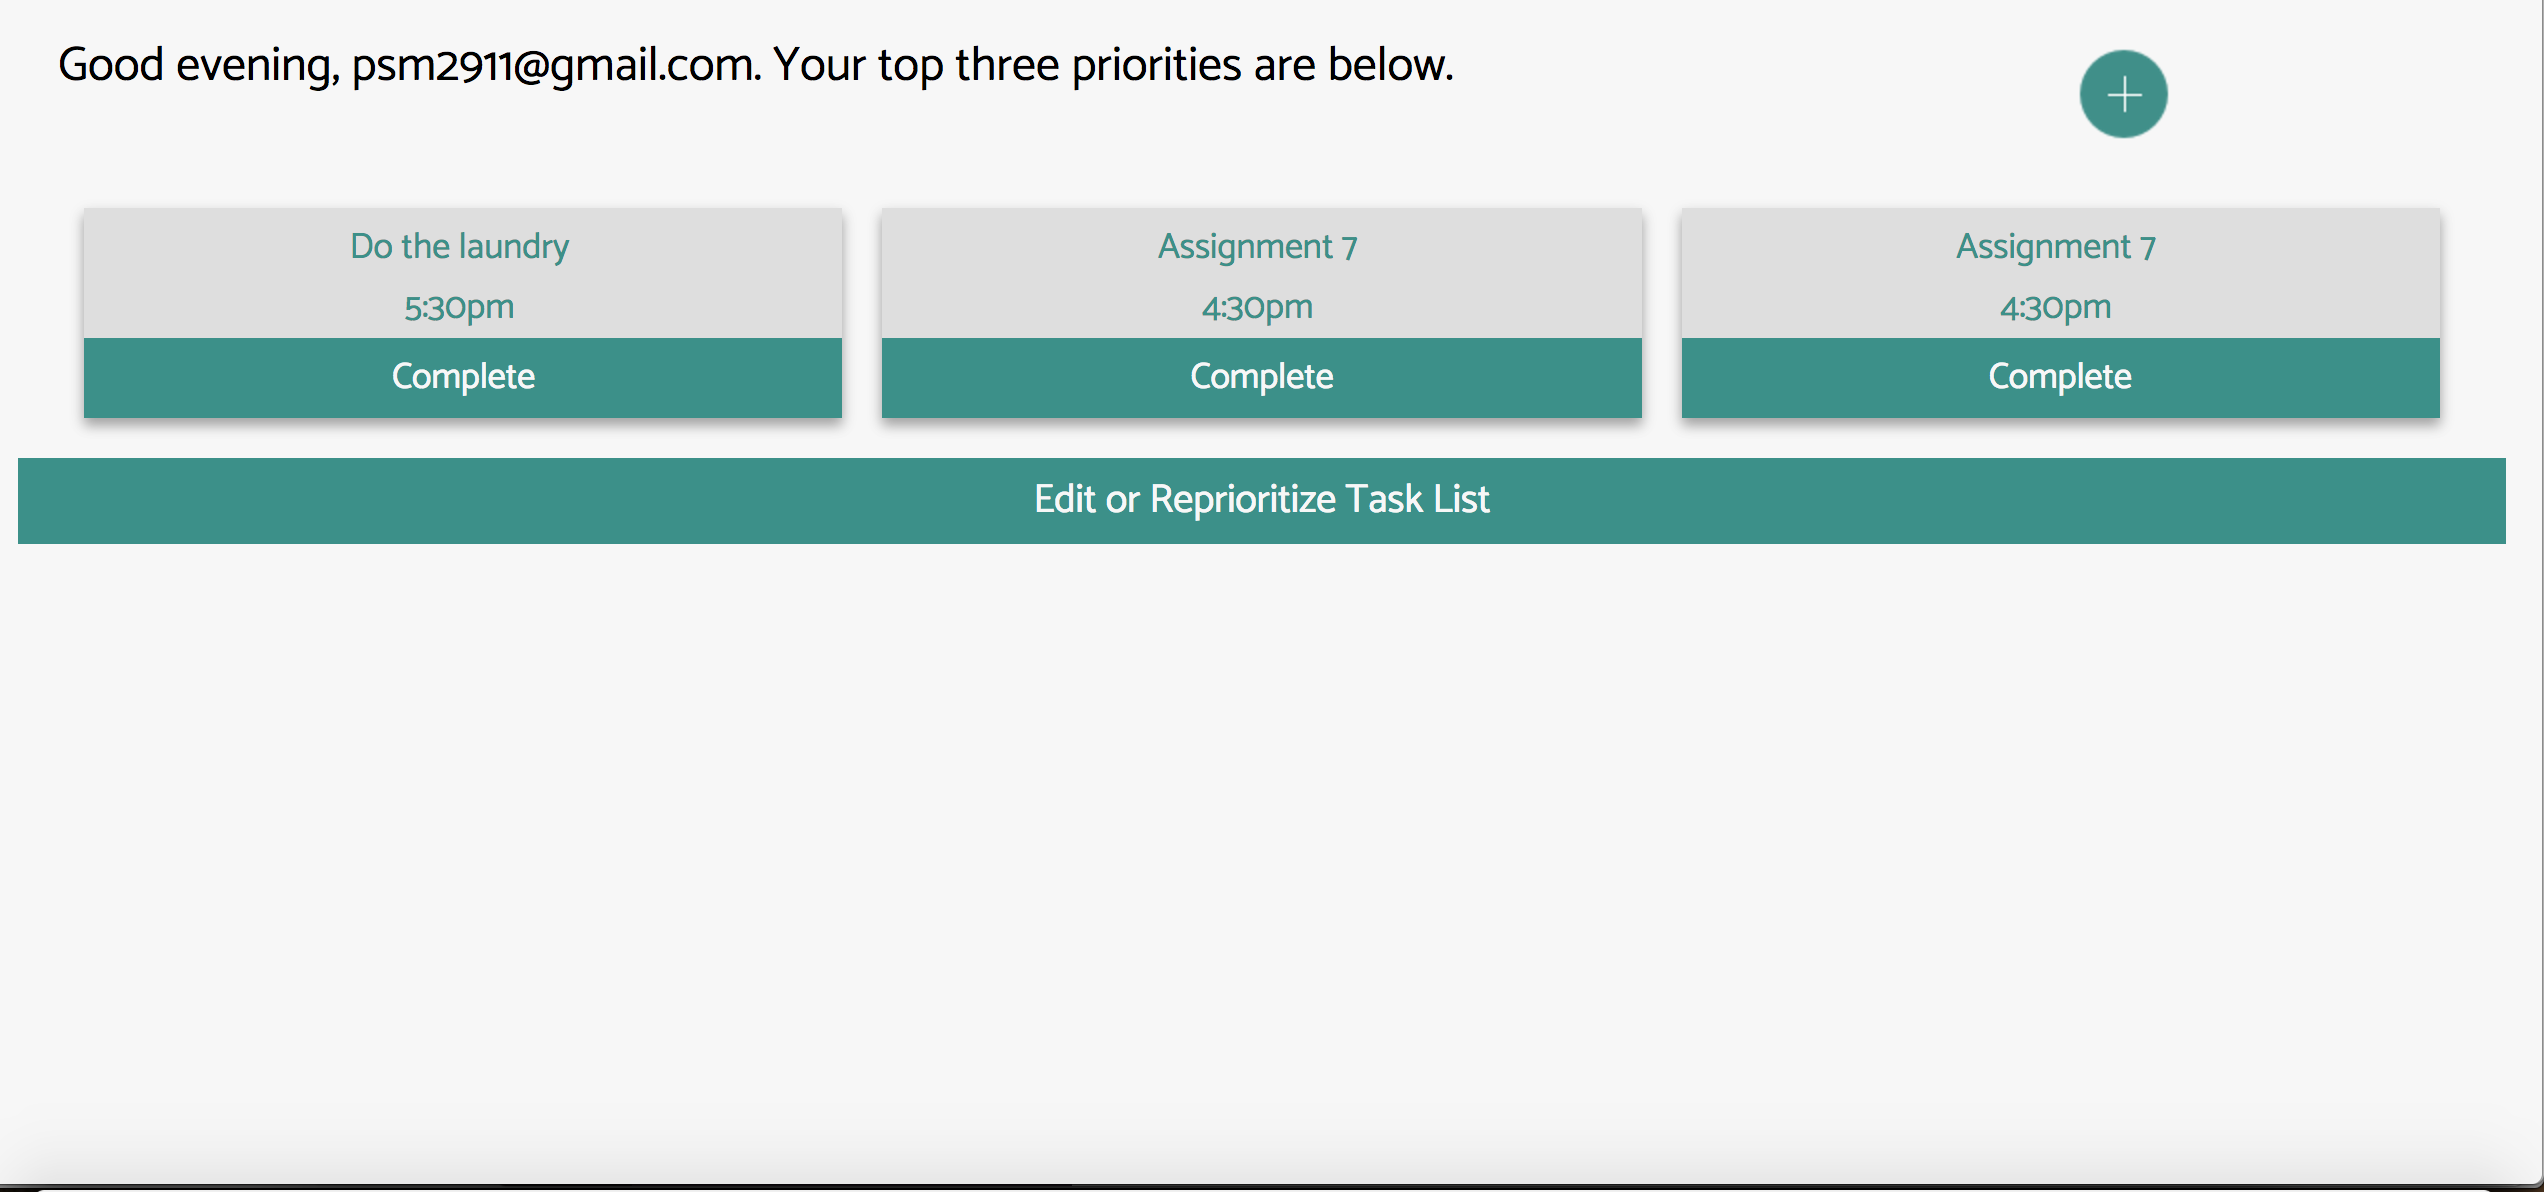 Good evening, psm2911@gmail.com. Your top three priorities are below.
Do the laundry
5:30pm
Complete
Assignment 7
4:30pm
Complete
Assignment 7
4:30pm
Complete
Edit or Reprioritize Task List